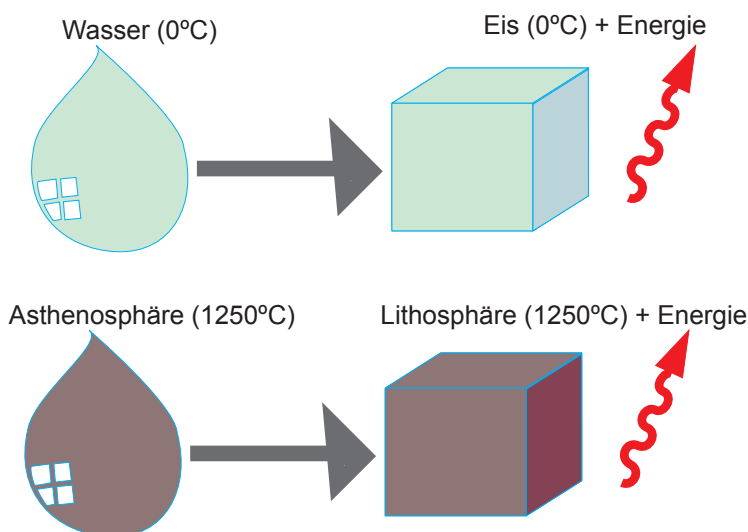 Wasser (0ºC)
Eis (0ºC) + Energie
Asthenosphäre (1250ºC)
Lithosphäre (1250ºC) + Energie